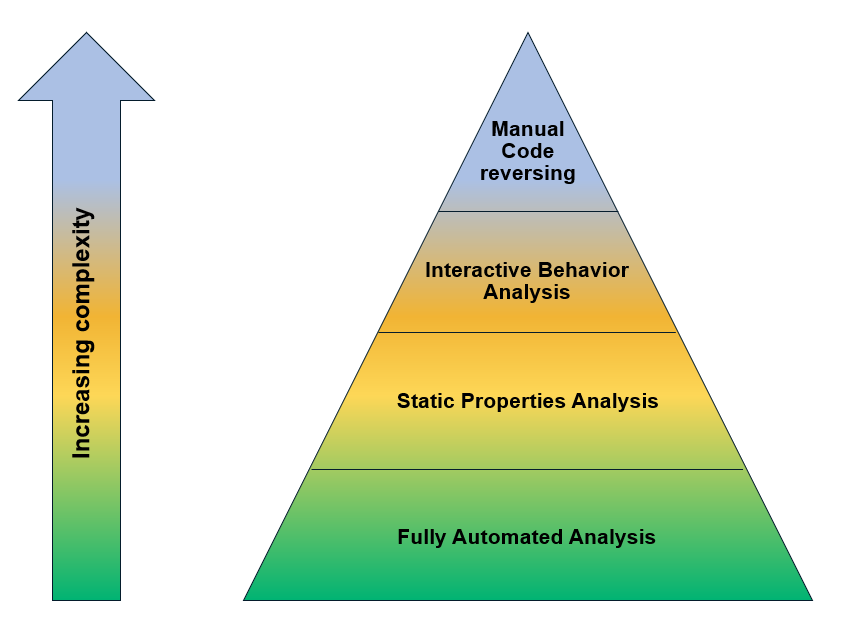 Increasing complexity
Manual
Code
reversing
Interactive Behavior
Analysis
Static Properties Analysis
Fully Automated Analysis